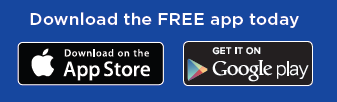 Download the FREE app today
Download on the
App Store
GET IT ON
Google play